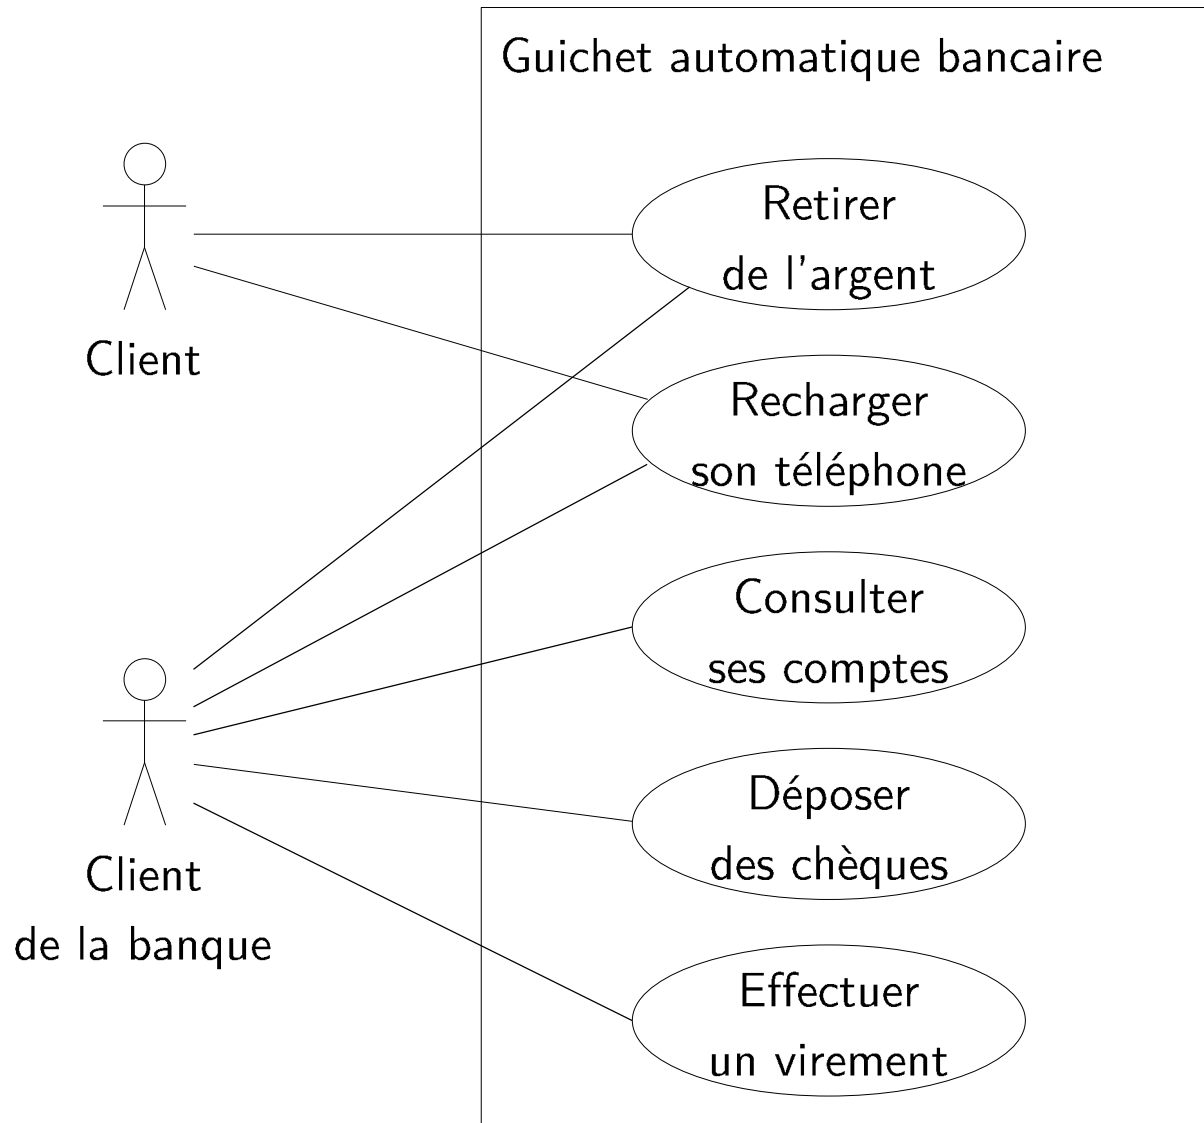 Guichet automatique bancaire
Retirer
de l'argent
Client
Recharger
son téléphone
Consulter
ses comptes
Déposer
des chèques
Client
de la banque
Effectuer
un virement